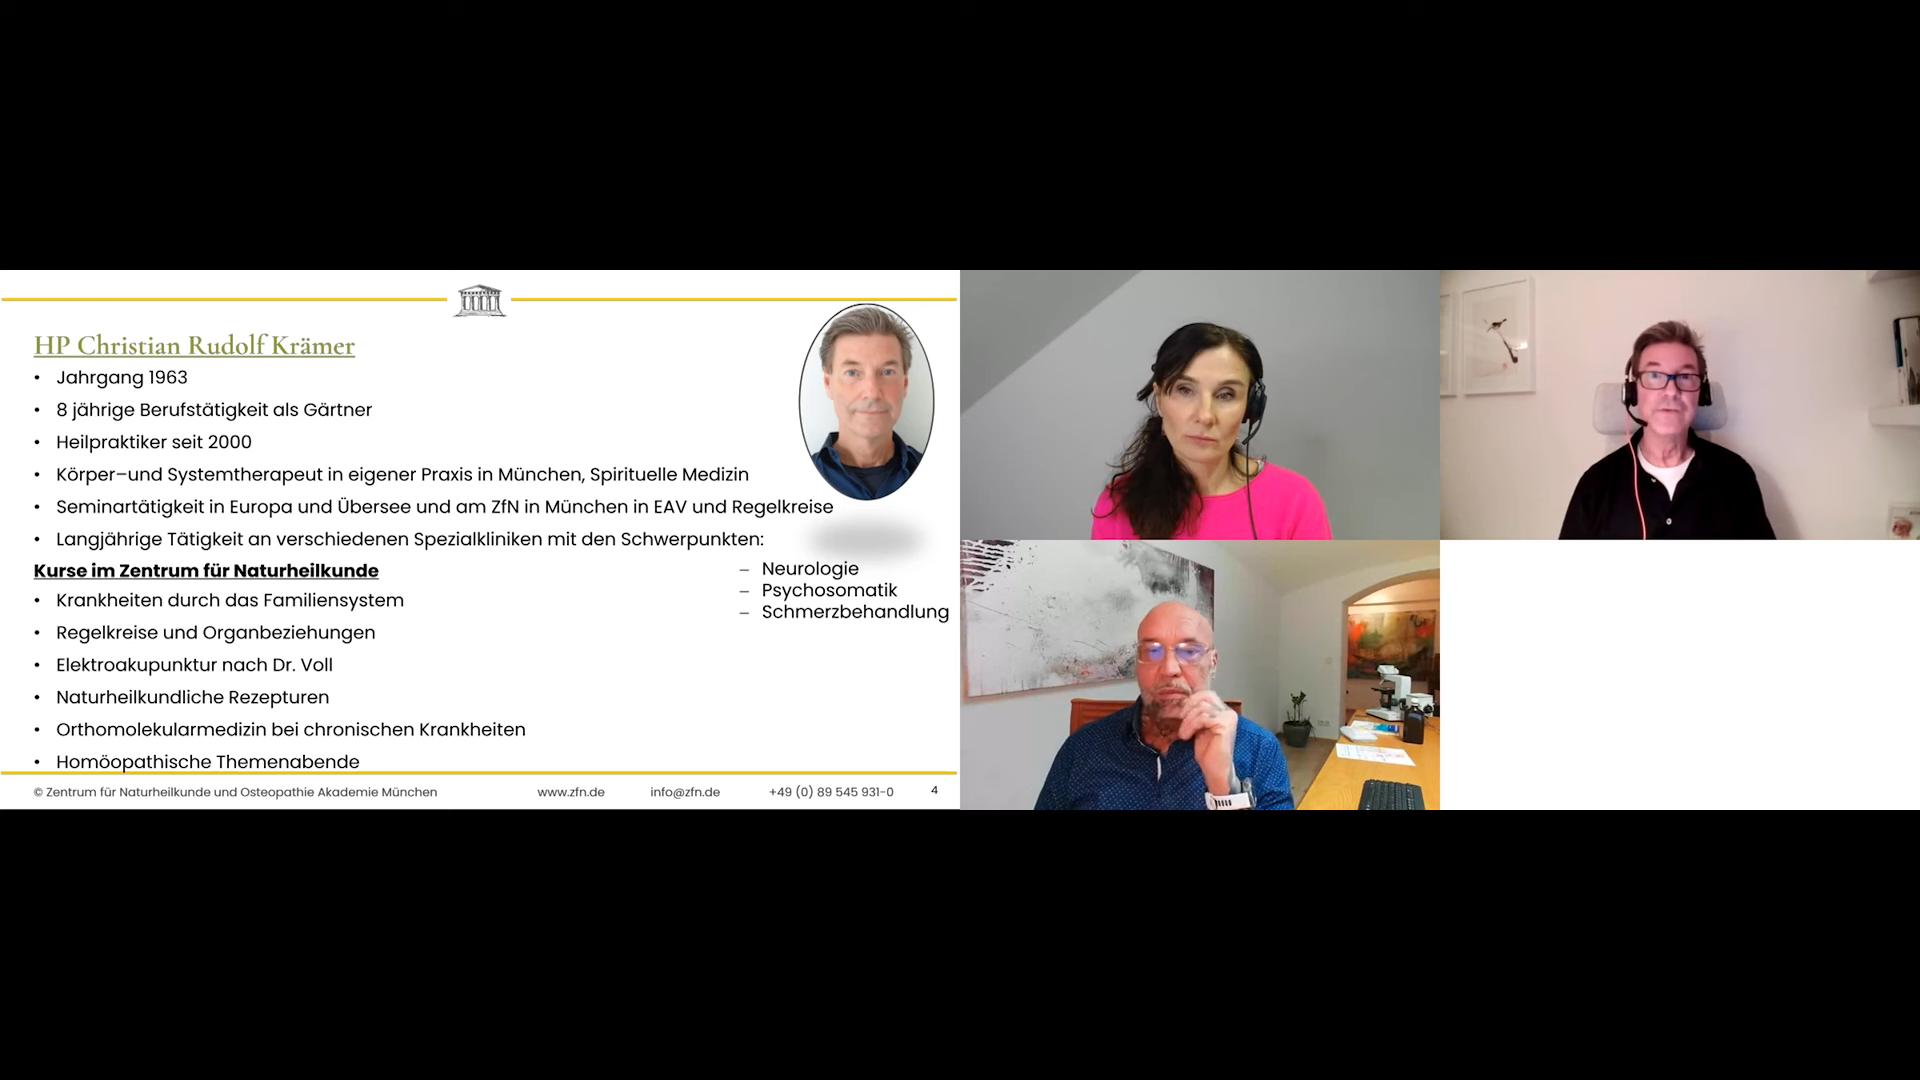 HP Christian Rudolf Krämer
• Jahrgang 1963
• 8 jährige Berufstätigkeit als Gärtner
• Heilpraktiker seit 2000
• Körper–und Systemtherapeut in eigener Praxis in München, Spirituelle Medizin
• Seminartätigkeit in Europa und Übersee und am ZfN in München in EAV und Regelkreise
• Langjährige Tätigkeit an verschiedenen Spezialkliniken mit den Schwerpunkten:
– Neurologie
– Psychosomatik
– Schmerzbehandlung
Kurse im Zentrum für Naturheilkunde
• Krankheiten durch das Familiensystem
• Regelkreise und Organbeziehungen
• Elektroakupunktur nach Dr. Voll
• Naturheilkundliche Rezepturen
• Orthomolekularmedizin bei chronischen Krankheiten
• Homöopathische Themenabende
© Zentrum für Naturheilkunde und Osteopathie Akademie München www.zfn.de info@zfn.de +49 (0) 89 545 931-0 4